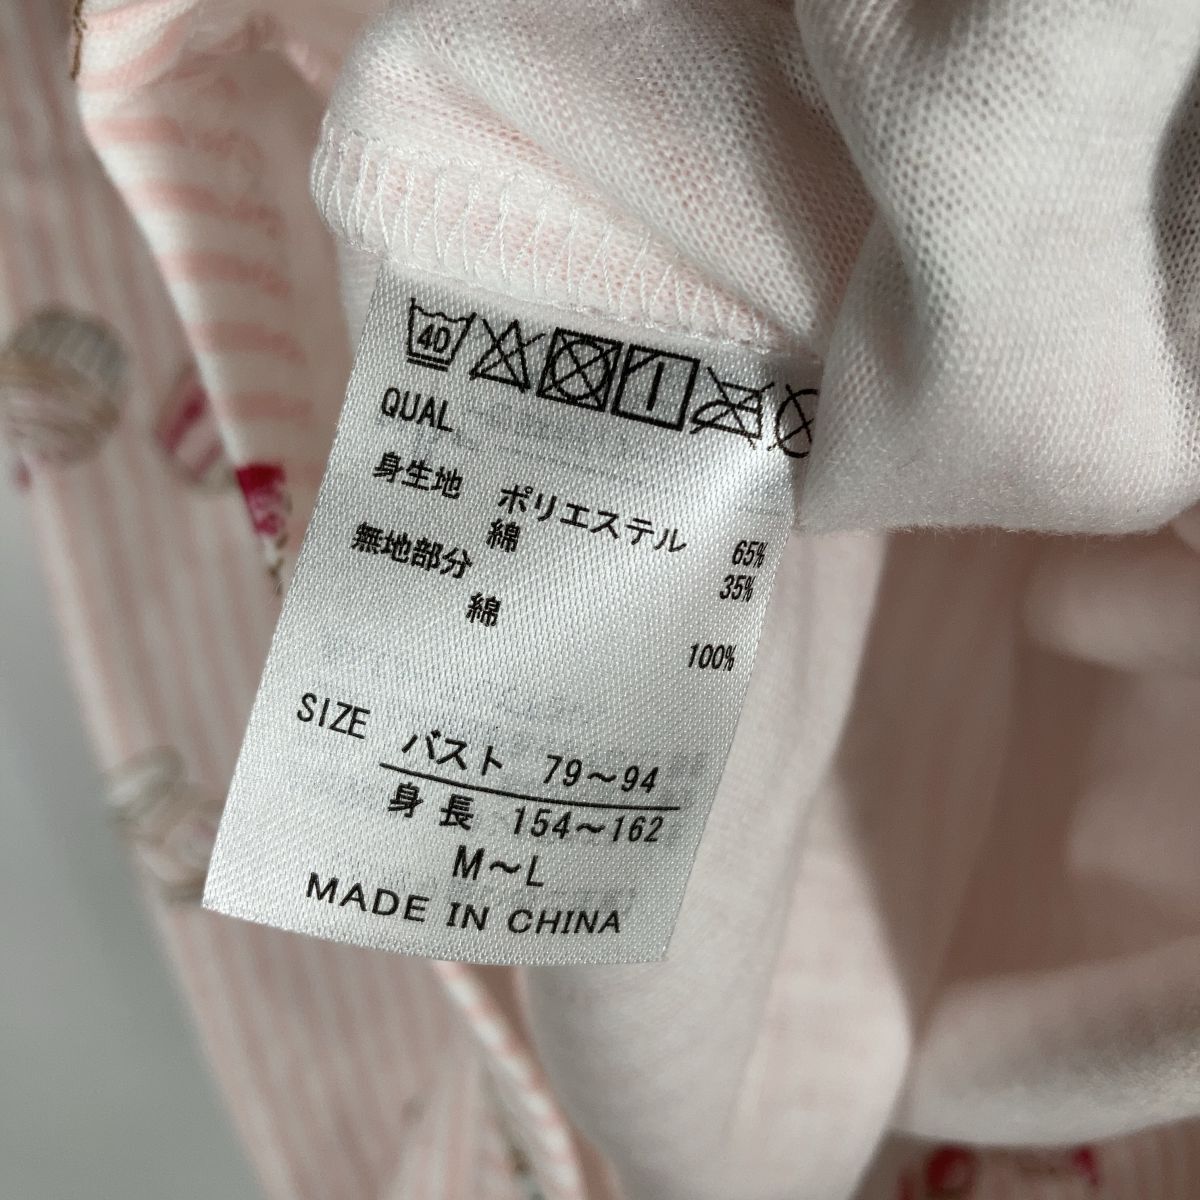 40
QUAL
身生地 ポリエステル 65%
綿 35%
無地部分
綿 100%
SIZE バスト 79～94
身長 154～162
M～L
MADE IN CHINA